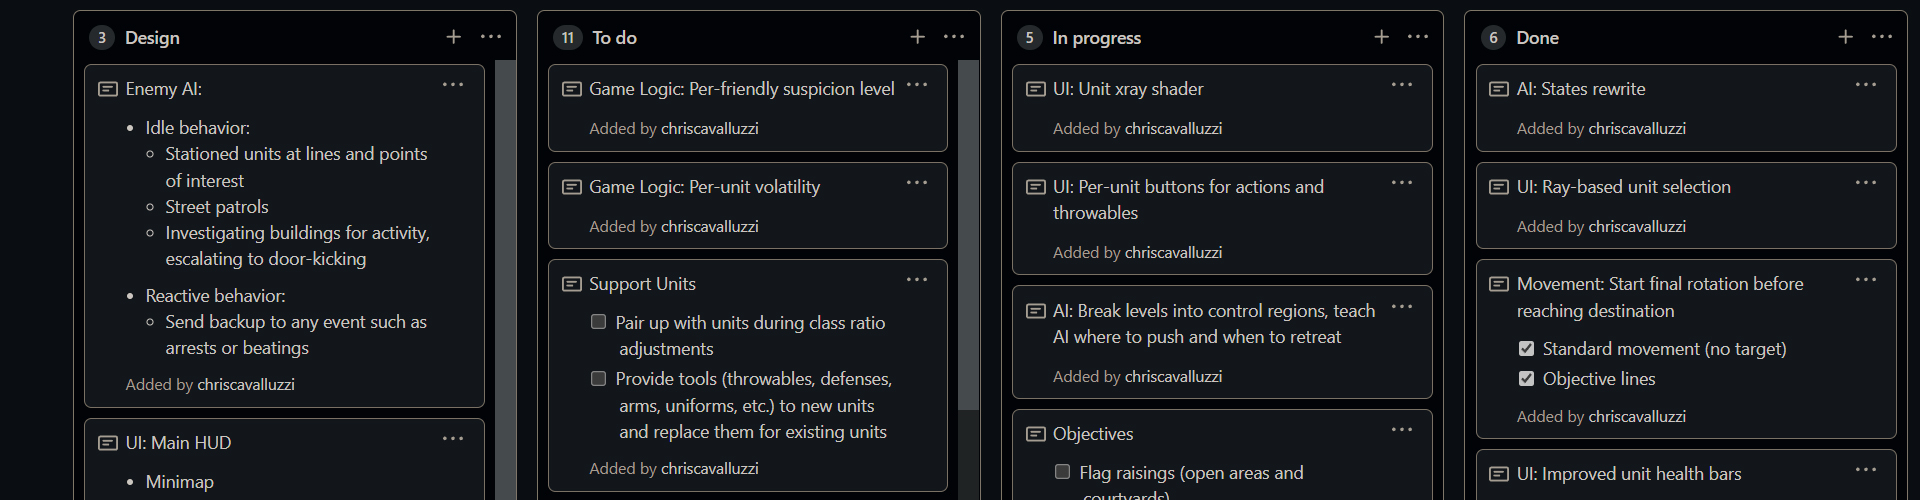 3 Design
Enemy AI:
Idle behavior:
Stationed units at lines and points
of interest
Street patrols
Investigating buildings for activity,
escalating to door-kicking
Reactive behavior:
Send backup to any event such as
arrests or beatings
Added by chriscavalluzzi
UI: Main HUD
Minimap
11 To do
Game Logic: Per-friendly suspicion level
Added by chriscavalluzzi
Game Logic: Per-unit volatility
Added by chriscavalluzzi
Support Units
Pair up with units during class ratio
adjustments
Provide tools (throwables, defenses,
arms, uniforms, etc.) to new units
and replace them for existing units
Added by chriscavalluzzi
5 In progress
UI: Unit xray shader
Added by chriscavalluzzi
UI: Per-unit buttons for actions and
throwables
Added by chriscavalluzzi
AI: Break levels into control regions, teach
AI where to push and when to retreat
Added by chriscavalluzzi
Objectives
Flag raisings (open areas and
courtyards)
6 Done
AI: States rewrite
Added by chriscavalluzzi
UI: Ray-based unit selection
Added by chriscavalluzzi
Movement: Start final rotation before
reaching destination
Standard movement (no target)
Objective lines
Added by chriscavalluzzi
UI: Improved unit health bars